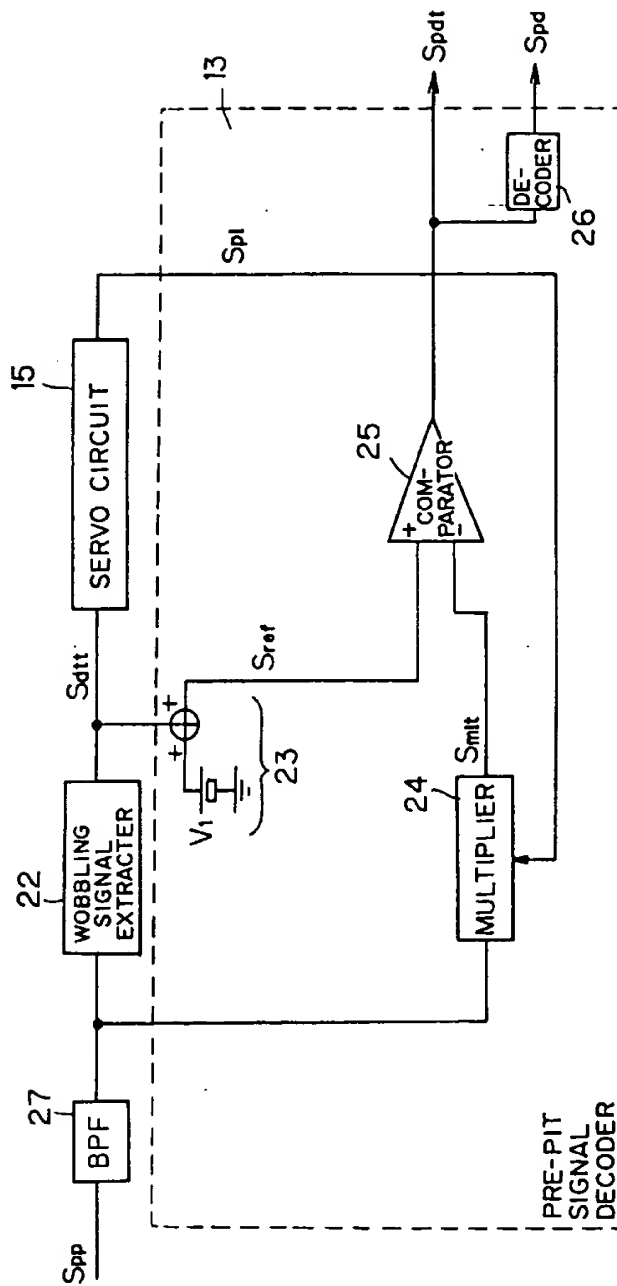 Spp
27
BPF
22
WOBBLING
SIGNAL
EXTRACTER
Sdtt
15
SERVO CIRCUIT
Spl
13
V1
+
+
23
Sref
25
COM-
PARATOR
+
−
24
MULTIPLIER
Smlt
DE-
CODER
26
Spdt
Spd
PRE-PIT
SIGNAL
DECODER